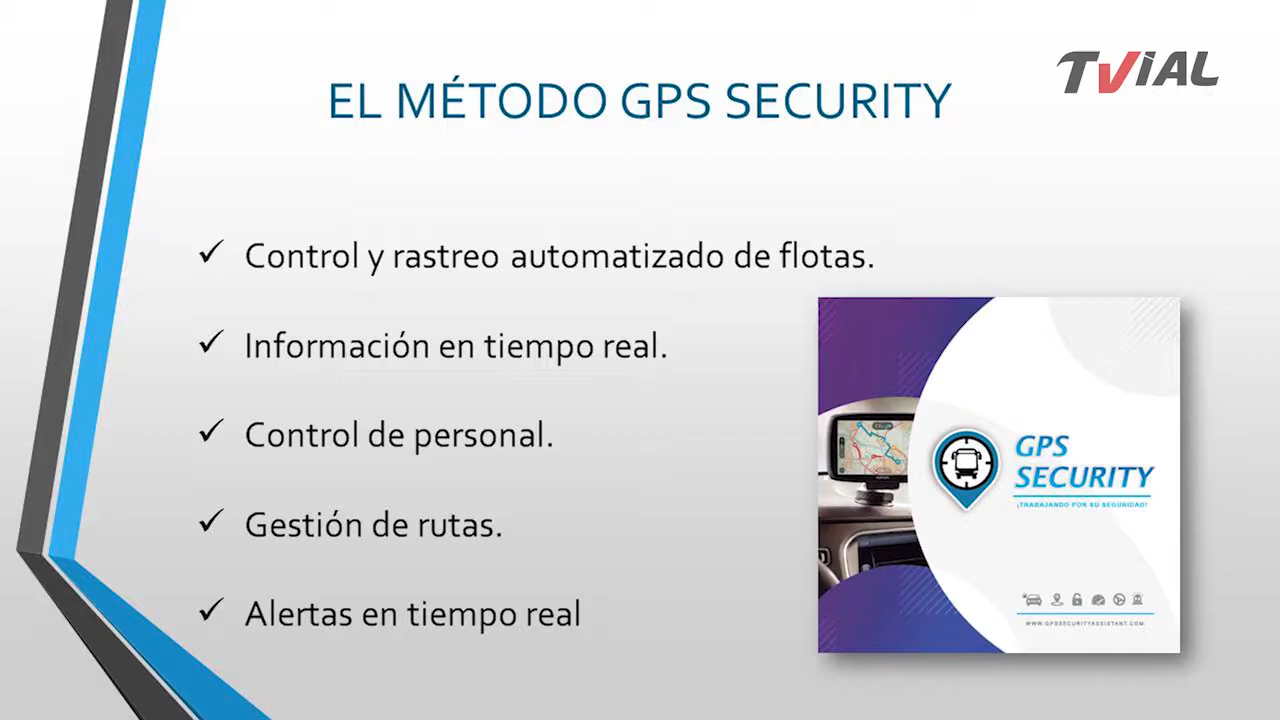 TViAL
EL MÉTODO GPS SECURITY
✓ Control y rastreo automatizado de flotas.
✓ Información en tiempo real.
✓ Control de personal.
✓ Gestión de rutas.
✓ Alertas en tiempo real
GPS
SECURITY
¡TRABAJANDO POR SU SEGURIDAD!
WWW.GPSSECURITYASSISTANT.COM